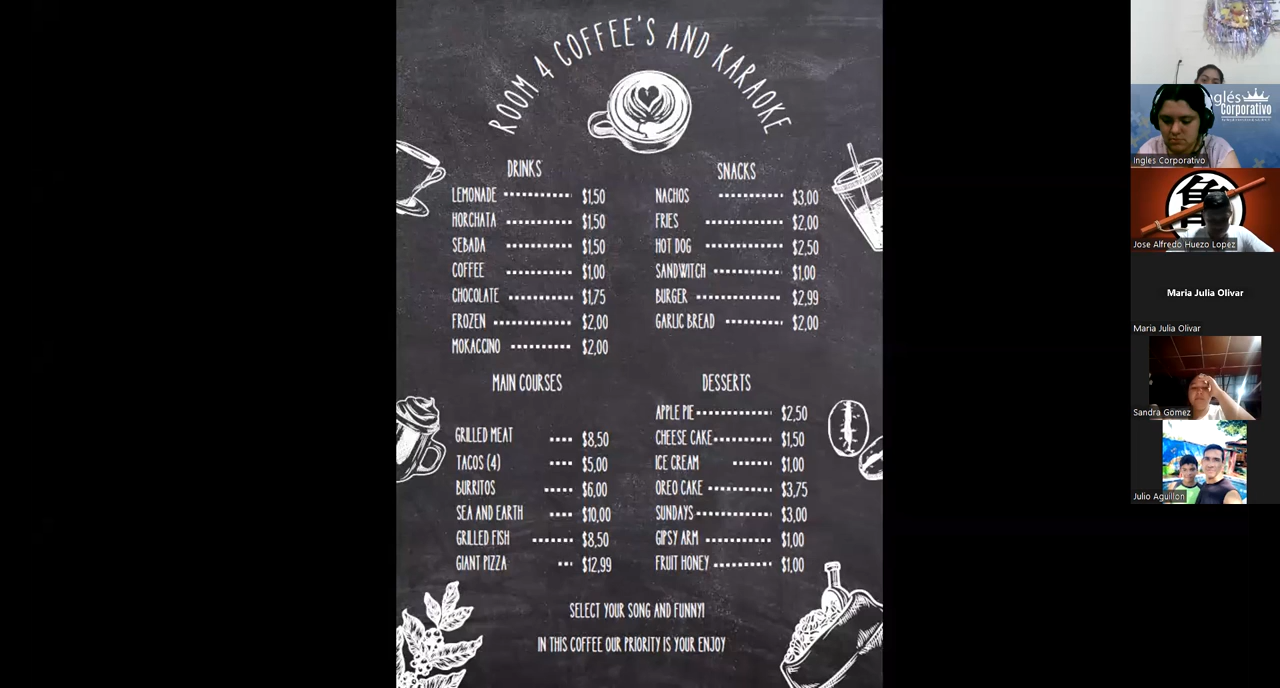 ROOM 4 COFFEE'S AND KARAOKE
DRINKS
LEMONADE $1,50
HORCHATA $1,50
SEBADA $1,50
COFFEE $1,00
CHOCOLATE $1,75
FROZEN $2,00
MOKACCINO $2,00
SNACKS
NACHOS $3,00
FRIES $2,00
HOT DOG $2,50
SANDWITCH $1,00
BURGER $2,99
GARLIC BREAD $2,00
MAIN COURSES
GRILLED MEAT $8,50
TACOS (4) $5,00
BURRITOS $6,00
SEA AND EARTH $10,00
GRILLED FISH $8,50
GIANT PIZZA $12,99
DESSERTS
APPLE PIE $2,50
CHEESE CAKE $1,50
ICE CREAM $1,00
OREO CAKE $3,75
SUNDAYS $3,00
GIPSY ARM $1,00
FRUIT HONEY $1,00
SELECT YOUR SONG AND FUNNY!
IN THIS COFFEE OUR PRIORITY IS YOUR ENJOY
glés
Corporativo
Ingles Corporativo
Jose Alfredo Huezo Lopez
Maria Julia Olivar
Maria Julia Olivar
Sandra Gomez
Julio Aguillon